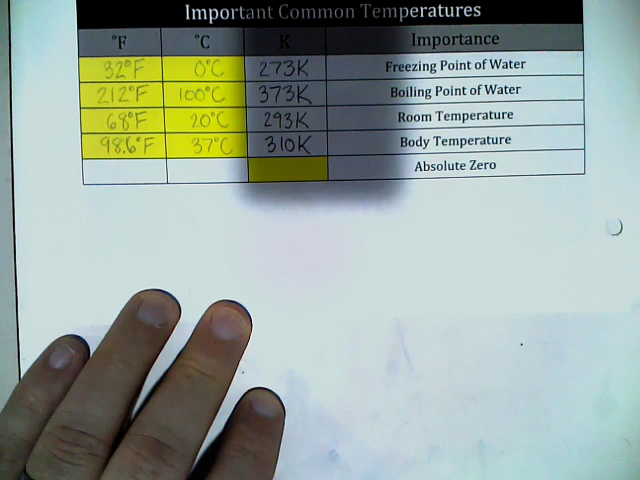 Important Common Temperatures
°F °C K Importance
32°F 0°C 273K Freezing Point of Water
212°F 100°C 373K Boiling Point of Water
68°F 20°C 293K Room Temperature
98.6°F 37°C 310K Body Temperature
Absolute Zero